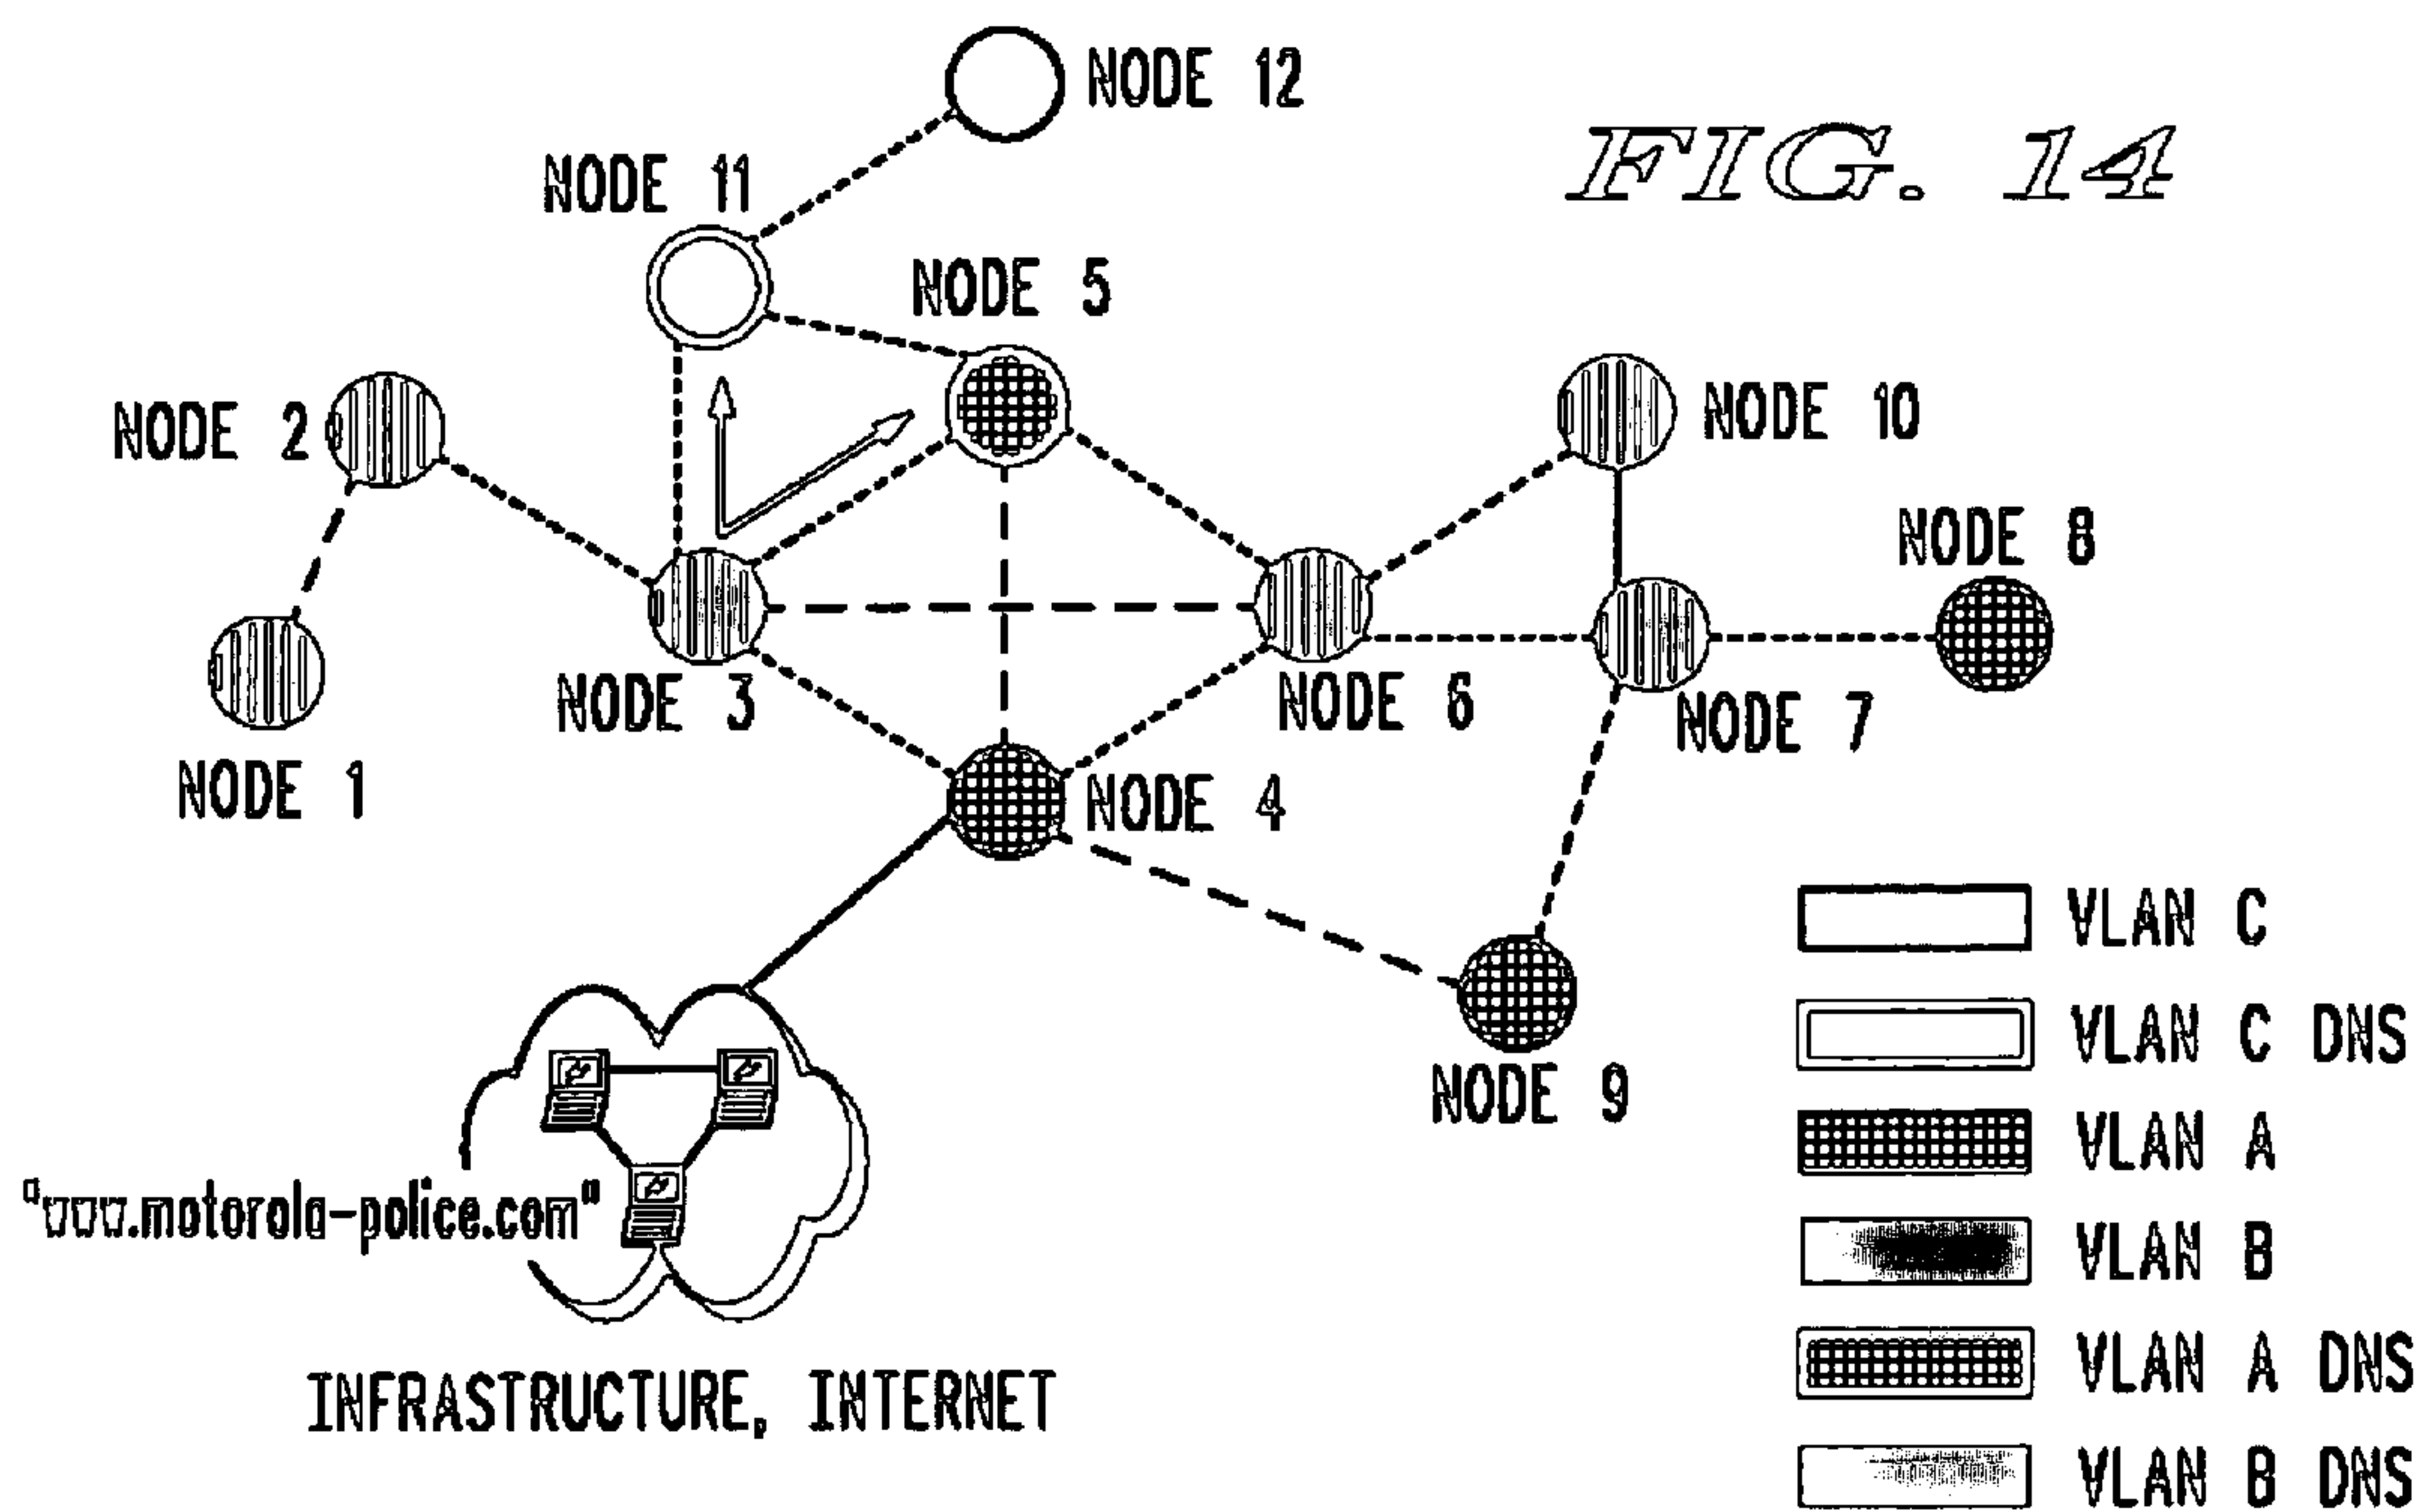 NODE 12
FIG. 14
NODE 11
NODE 5
NODE 2
NODE 10
NODE 8
NODE 3
NODE 6
NODE 7
NODE 1
NODE 4
VLAN C
VLAN C DNS
NODE 9
VLAN A
"www.motorola-police.com"
VLAN B
VLAN A DNS
INFRASTRUCTURE, INTERNET
VLAN B DNS